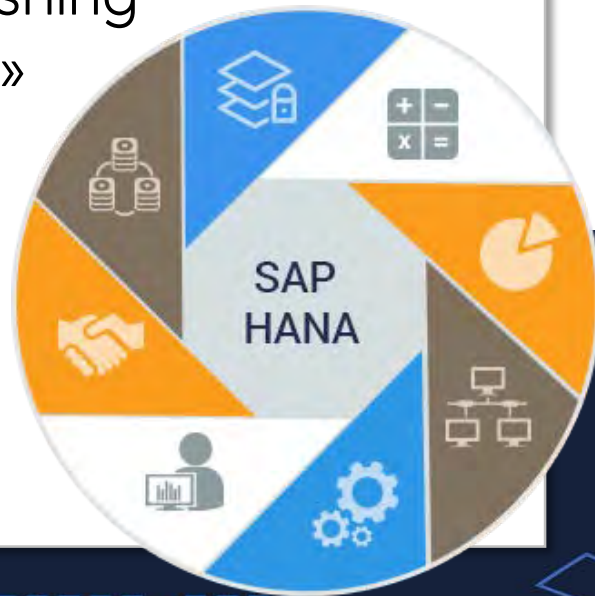 »
SAP
HANA
+ -
x =